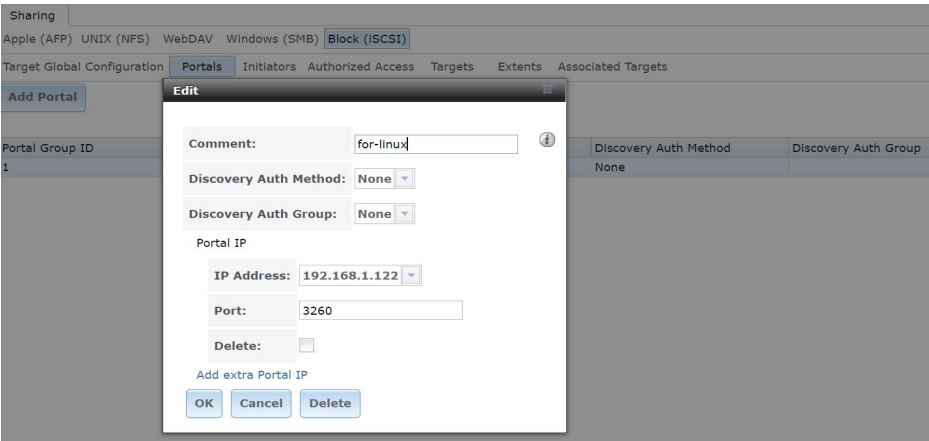 Sharing
Apple (AFP) UNIX (NFS) WebDAV Windows (SMB) Block (iSCSI)
Target Global Configuration Portals Initiators Authorized Access Targets Extents Associated Targets
Add Portal
Edit
Portal Group ID Discovery Auth Method Discovery Auth Group
1 None
Comment: for-linux
Discovery Auth Method: None
Discovery Auth Group: None
Portal IP
IP Address: 192.168.1.122
Port: 3260
Delete:
Add extra Portal IP
OK Cancel Delete